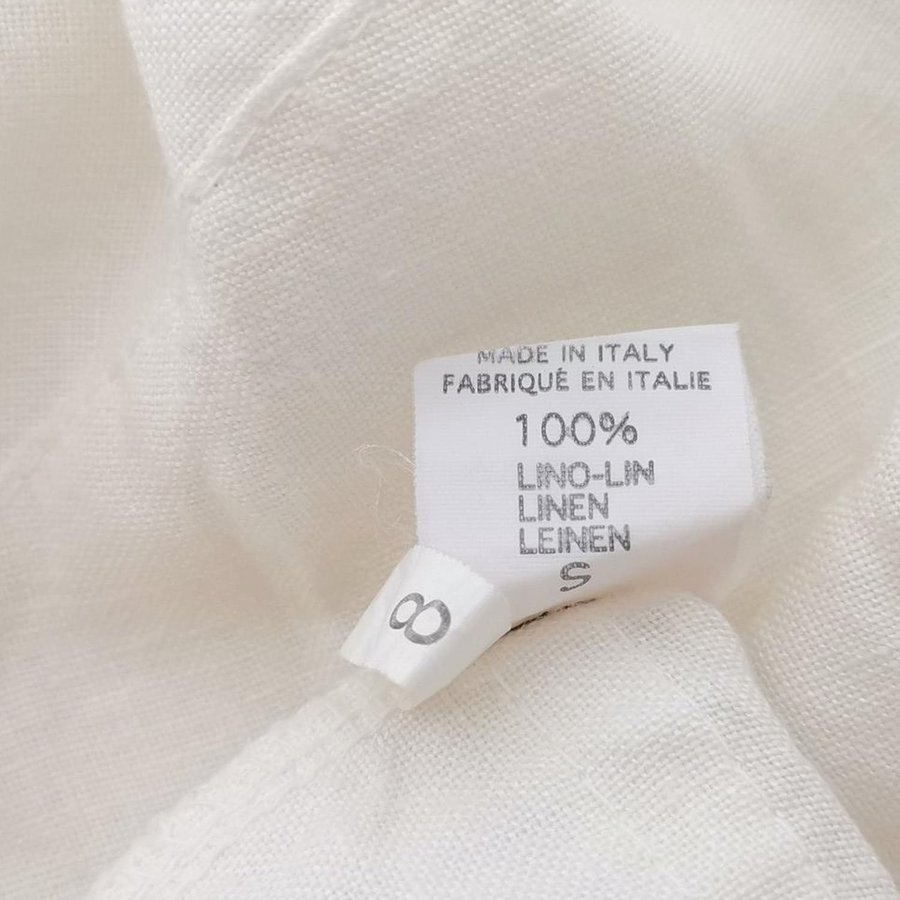 MADE IN ITALY
FABRIQUÉ EN ITALIE
100%
LINO-LIN
LINEN
LEINEN
S
8